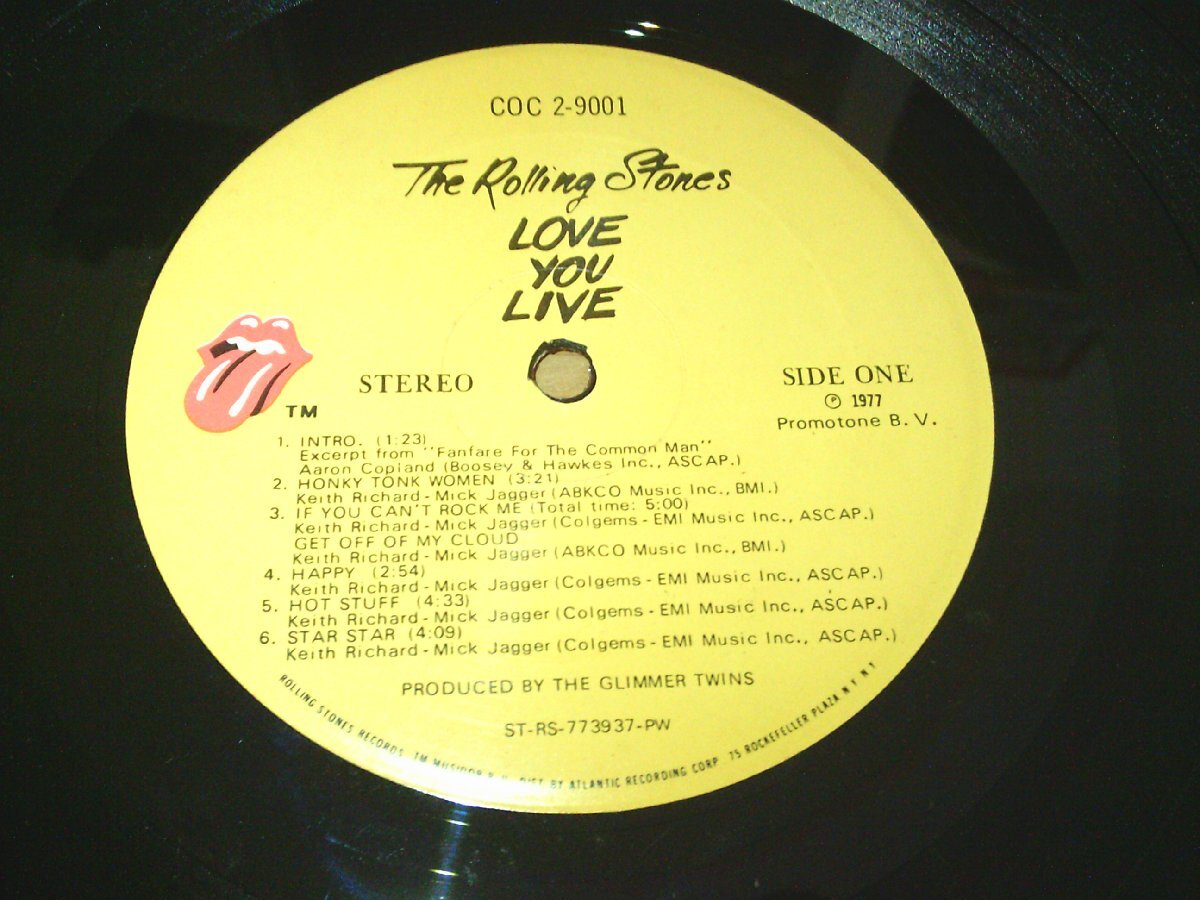 COC 2-9001
The Rolling Stones
LOVE
YOU
LIVE
STEREO
SIDE ONE
℗ 1977
Promotone B. V.
TM
1. INTRO. (1:23)
Excerpt from "Fanfare For The Common Man"
Aaron Copland (Boosey & Hawkes Inc., ASCAP.)
2. HONKY TONK WOMEN (3:21)
Keith Richard - Mick Jagger (ABKCO Music Inc., BMI.)
3. IF YOU CAN'T ROCK ME (Total time: 5:00)
Keith Richard - Mick Jagger (Colgems - EMI Music Inc., ASCAP.)
GET OFF OF MY CLOUD
Keith Richard - Mick Jagger (ABKCO Music Inc., BMI.)
4. HAPPY (2:54)
Keith Richard - Mick Jagger (Colgems - EMI Music Inc., ASCAP.)
5. HOT STUFF (4:33)
Keith Richard - Mick Jagger (Colgems - EMI Music Inc., ASCAP.)
6. STAR STAR (4:09)
Keith Richard - Mick Jagger (Colgems - EMI Music Inc., ASCAP.)
PRODUCED BY THE GLIMMER TWINS
ST-RS-773937-PW
ROLLING STONES RECORDS TM MUSIDOR B.V. DIST. BY ATLANTIC RECORDING CORP 75 ROCKEFELLER PLAZA N Y N Y